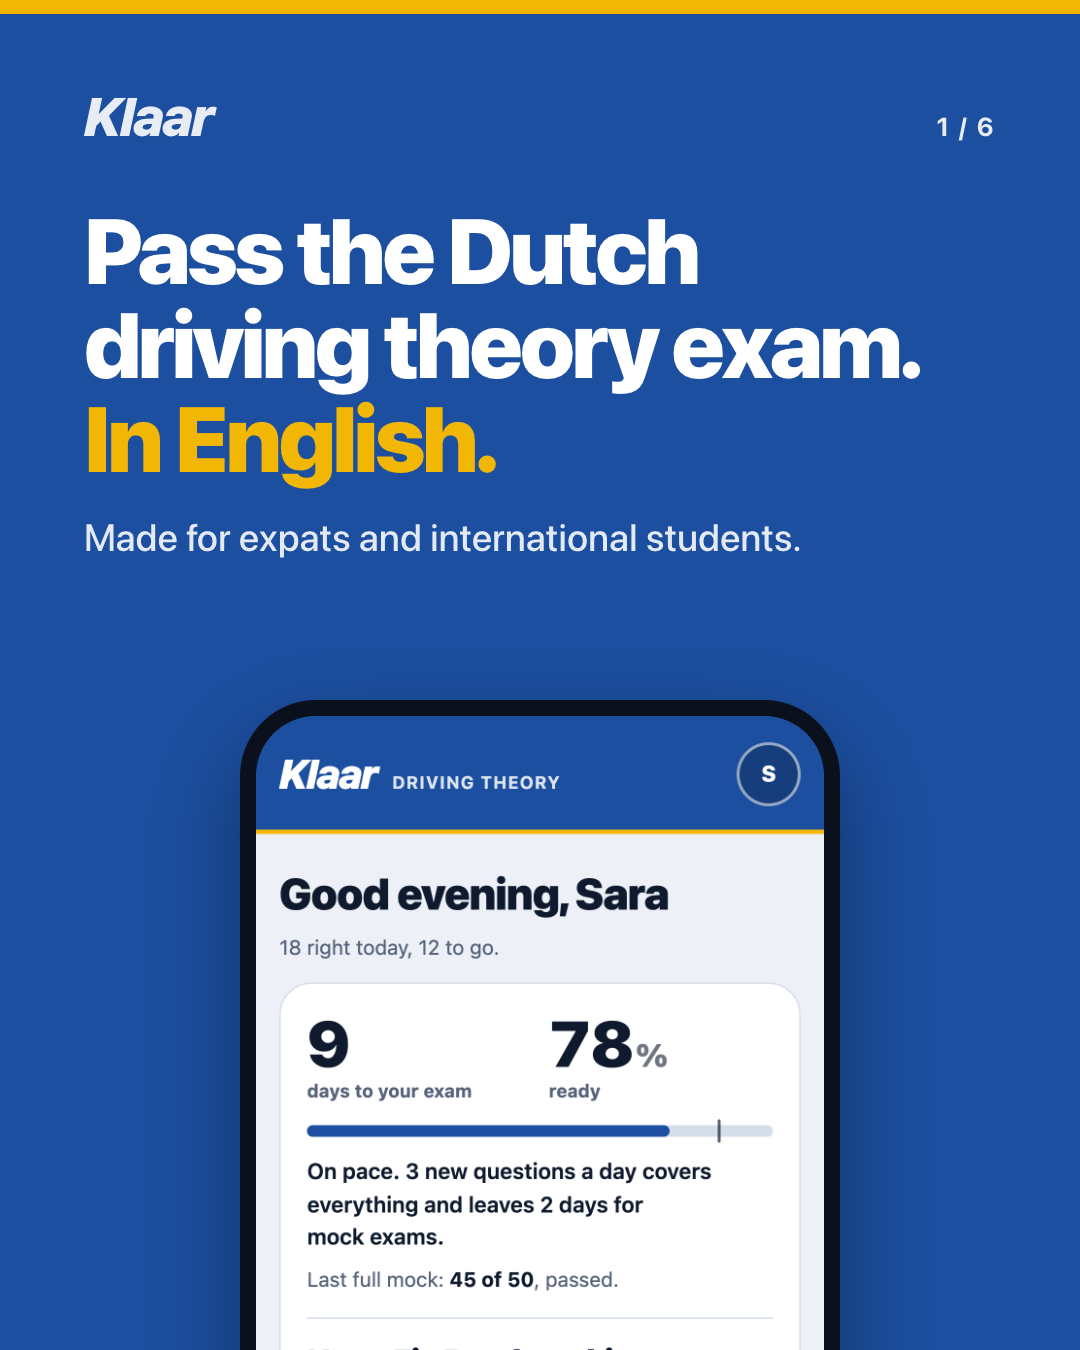 Klaar
1 / 6
Pass the Dutch
driving theory exam.
In English.
Made for expats and international students.
Klaar DRIVING THEORY
S
Good evening, Sara
18 right today, 12 to go.
9
days to your exam
78%
ready
On pace. 3 new questions a day covers
everything and leaves 2 days for
mock exams.
Last full mock: 45 of 50, passed.